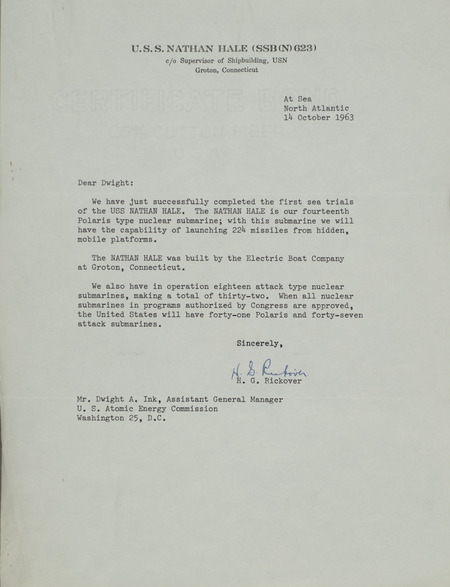 U.S.S. NATHAN HALE (SSB(N)623)
c/o Supervisor of Shipbuilding, USN
Groton, Connecticut
At Sea
North Atlantic
14 October 1963
Dear Dwight:
We have just successfully completed the first sea trials
of the USS NATHAN HALE. The NATHAN HALE is our fourteenth
Polaris type nuclear submarine; with this submarine we will
have the capability of launching 224 missiles from hidden,
mobile platforms.
The NATHAN HALE was built by the Electric Boat Company
at Groton, Connecticut.
We also have in operation eighteen attack type nuclear
submarines, making a total of thirty-two. When all nuclear
submarines in programs authorized by Congress are approved,
the United States will have forty-one Polaris and forty-seven
attack submarines.
Sincerely,
H. G. Rickover
H. G. Rickover
Mr. Dwight A. Ink, Assistant General Manager
U. S. Atomic Energy Commission
Washington 25, D.C.